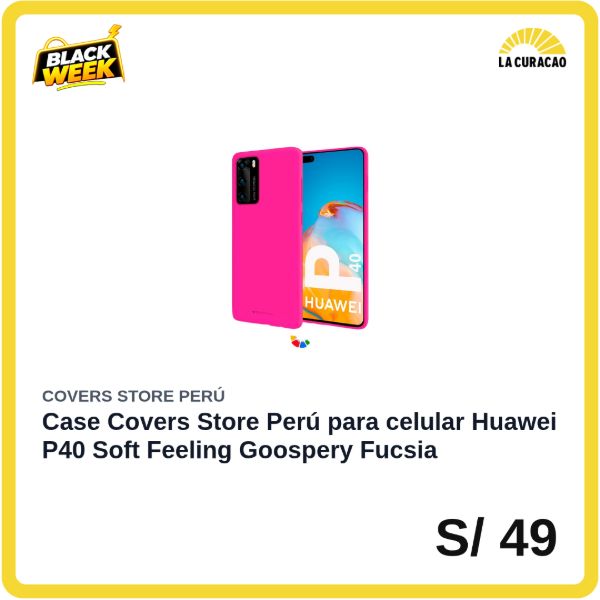 BLACK
WEEK
LA CURACAO
P40
HUAWEI
COVERS STORE PERÚ
Case Covers Store Perú para celular Huawei
P40 Soft Feeling Goospery Fucsia
S/ 49